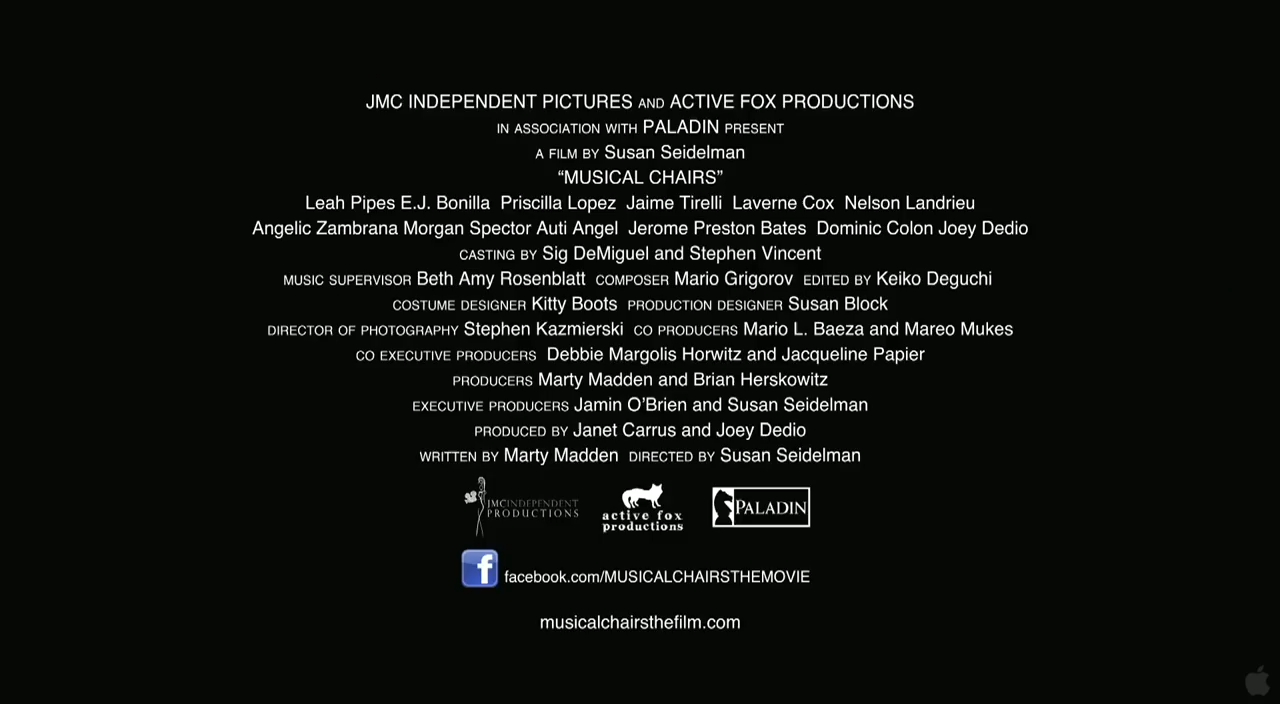 JMC INDEPENDENT PICTURES AND ACTIVE FOX PRODUCTIONS
IN ASSOCIATION WITH PALADIN PRESENT
A FILM BY Susan Seidelman
“MUSICAL CHAIRS”
Leah Pipes E.J. Bonilla Priscilla Lopez Jaime Tirelli Laverne Cox Nelson Landrieu
Angelic Zambrana Morgan Spector Auti Angel Jerome Preston Bates Dominic Colon Joey Dedio
CASTING BY Sig DeMiguel and Stephen Vincent
MUSIC SUPERVISOR Beth Amy Rosenblatt COMPOSER Mario Grigorov EDITED BY Keiko Deguchi
COSTUME DESIGNER Kitty Boots PRODUCTION DESIGNER Susan Block
DIRECTOR OF PHOTOGRAPHY Stephen Kazmierski CO PRODUCERS Mario L. Baeza and Mareo Mukes
CO EXECUTIVE PRODUCERS Debbie Margolis Horwitz and Jacqueline Papier
PRODUCERS Marty Madden and Brian Herskowitz
EXECUTIVE PRODUCERS Jamin O’Brien and Susan Seidelman
PRODUCED BY Janet Carrus and Joey Dedio
WRITTEN BY Marty Madden DIRECTED BY Susan Seidelman
JMCINDEPENDENT
PRODUCTIONS
active fox
productions
PALADIN
f facebook.com/MUSICALCHAIRSTHEMOVIE
musicalchairsthefilm.com